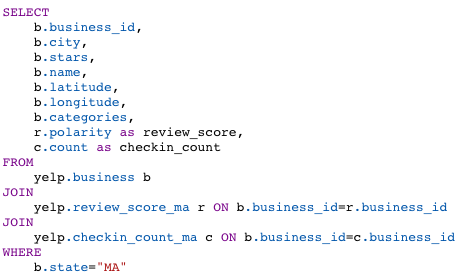 SELECT
    b.business_id,
    b.city,
    b.stars,
    b.name,
    b.latitude,
    b.longitude,
    b.categories,
    r.polarity as review_score,
    c.count as checkin_count
FROM
    yelp.business b
JOIN
    yelp.review_score_ma r ON b.business_id=r.business_id
JOIN
    yelp.checkin_count_ma c ON b.business_id=c.business_id
WHERE
    b.state="MA"